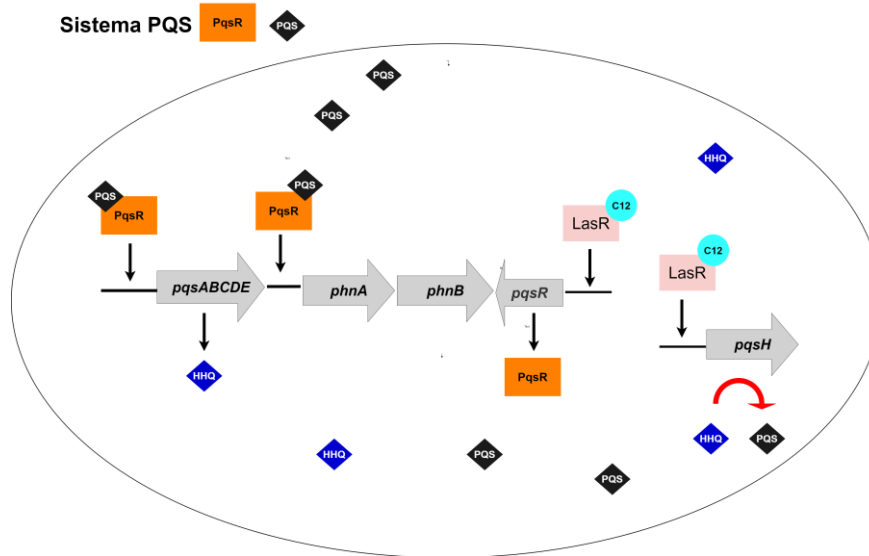 Sistema PQS
PqsR
PQS
PQS
PQS
HHQ
PQS
PqsR
PQS
PqsR
C12
LasR
C12
LasR
pqsABCDE
phnA
phnB
pqsR
pqsH
HHQ
PqsR
HHQ
PQS
HHQ
PQS
PQS